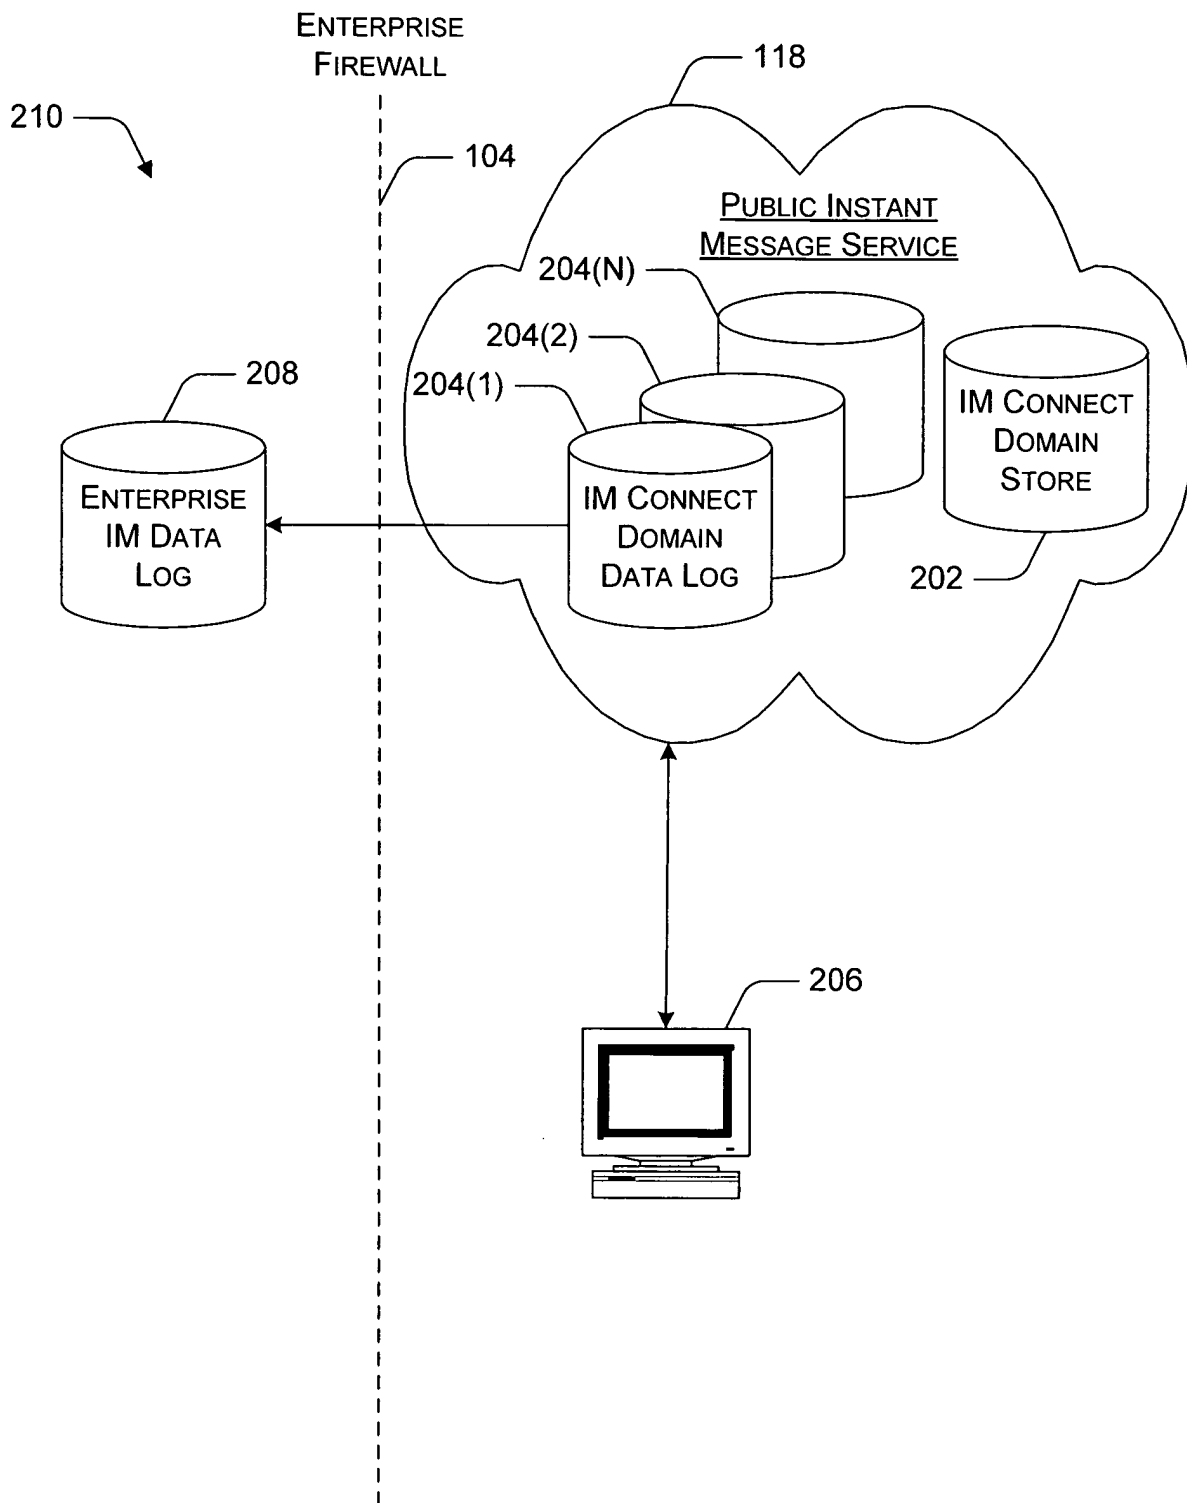 ENTERPRISE
FIREWALL
118
210
104
PUBLIC INSTANT
MESSAGE SERVICE
204(N)
204(2)
204(1)
208
IM CONNECT
DOMAIN
STORE
ENTERPRISE
IM DATA
LOG
IM CONNECT
DOMAIN
DATA LOG
202
206